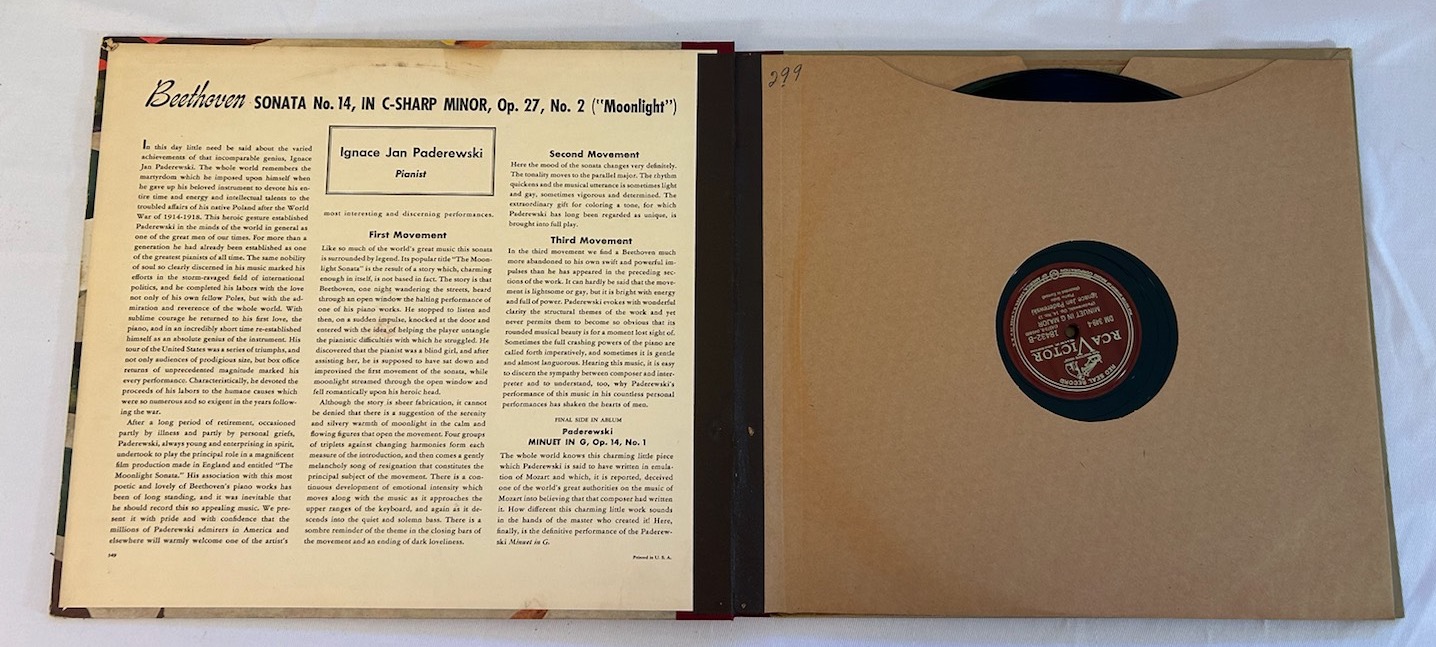 Beethoven SONATA No. 14, IN C-SHARP MINOR, Op. 27, No. 2 ("Moonlight")
In this day little need be said about the varied
achievements of that incomparable genius, Ignace
Jan Paderewski. The whole world remembers the
martyrdom which he imposed upon himself when
he gave up his beloved instrument to devote his en-
tire time and energy and intellectual talents to the
troubled affairs of his native Poland after the World
War of 1914-1918. This heroic gesture established
Paderewski in the minds of the world in general as
one of the great men of our times. For more than a
generation he had already been established as one
of the greatest pianists of all time. The same nobility
of soul so clearly discerned in his music marked his
efforts in the storm-ravaged field of international
politics, and he completed his labors with the love
not only of his own fellow Poles, but with the ad-
miration and reverence of the whole world. With
sublime courage he returned to his first love, the
piano, and in an incredibly short time re-established
himself as an absolute genius of the instrument. His
tour of the United States was a series of triumphs, and
not only audiences of prodigious size, but box office
returns of unprecedented magnitude marked his
every performance. Characteristically, he devoted the
proceeds of his labors to the humane causes which
were so numerous and so exigent in the years follow-
ing the war.
After a long period of retirement, occasioned
partly by illness and partly by personal griefs,
Paderewski, always young and enterprising in spirit,
undertook to play the principal role in a magnificent
film production made in England and entitled "The
Moonlight Sonata." His association with this most
poetic and lovely of Beethoven's piano works has
been of long standing, and it was inevitable that
he should record this so appealing music. We pre-
sent it with pride and with confidence that the
millions of Paderewski admirers in America and
elsewhere will warmly welcome one of the artist's
349
Ignace Jan Paderewski
Pianist
most interesting and discerning performances.
First Movement
Like so much of the world's great music this sonata
is surrounded by legend. Its popular title "The Moon-
light Sonata" is the result of a story which, charming
enough in itself, is not based in fact. The story is that
Beethoven, one night wandering the streets, heard
through an open window the halting performance of
one of his piano works. He stopped to listen and
then, on a sudden impulse, knocked at the door and
entered with the idea of helping the player untangle
the pianistic difficulties with which he struggled. He
discovered that the pianist was a blind girl, and after
assisting her, he is supposed to have sat down and
improvised the first movement of the sonata, while
moonlight streamed through the open window and
fell romantically upon his heroic head.
Although the story is sheer fabrication, it cannot
be denied that there is a suggestion of the serenity
and silvery warmth of moonlight in the calm and
flowing figures that open the movement. Four groups
of triplets against changing harmonies form each
measure of the introduction, and then comes a gently
melancholy song of resignation that constitutes the
principal subject of the movement. There is a con-
tinuous development of emotional intensity which
moves along with the music as it approaches the
upper ranges of the keyboard, and again as it de-
scends into the quiet and solemn bass. There is a
sombre reminder of the theme in the closing bars of
the movement and an ending of dark loveliness.
Second Movement
Here the mood of the sonata changes very definitely.
The tonality moves to the parallel major. The rhythm
quickens and the musical utterance is sometimes light
and gay, sometimes vigorous and determined. The
extraordinary gift for coloring a tone, for which
Paderewski has long been regarded as unique, is
brought into full play.
Third Movement
In the third movement we find a Beethoven much
more abandoned to his own swift and powerful im-
pulses than he has appeared in the preceding sec-
tions of the work. It can hardly be said that the move-
ment is lightsome or gay, but it is bright with energy
and full of power. Paderewski evokes with wonderful
clarity the structural themes of the work and yet
never permits them to become so obvious that its
rounded musical beauty is for a moment lost sight of.
Sometimes the full crashing powers of the piano are
called forth imperatively, and sometimes it is gentle
and almost languorous. Hearing this music, it is easy
to discern the sympathy between composer and inter-
preter and to understand, too, why Paderewski's
performance of this music in his countless personal
performances has shaken the hearts of men.
FINAL SIDE IN ABLUM
Paderewski
MINUET IN G, Op. 14, No. 1
The whole world knows this charming little piece
which Paderewski is said to have written in emula-
tion of Mozart and which, it is reported, deceived
one of the world's great authorities on the music of
Mozart into believing that that composer had written
it. How different this charming little work sounds
in the hands of the master who created it! Here,
finally, is the definitive performance of the Paderew-
ski Minuet in G.
Printed in U. S. A.
299
RED SEAL RECORD
RCA VICTOR
18432-B
DM 349-4
MINUET IN G MAJOR
Ignace Jan Paderewski